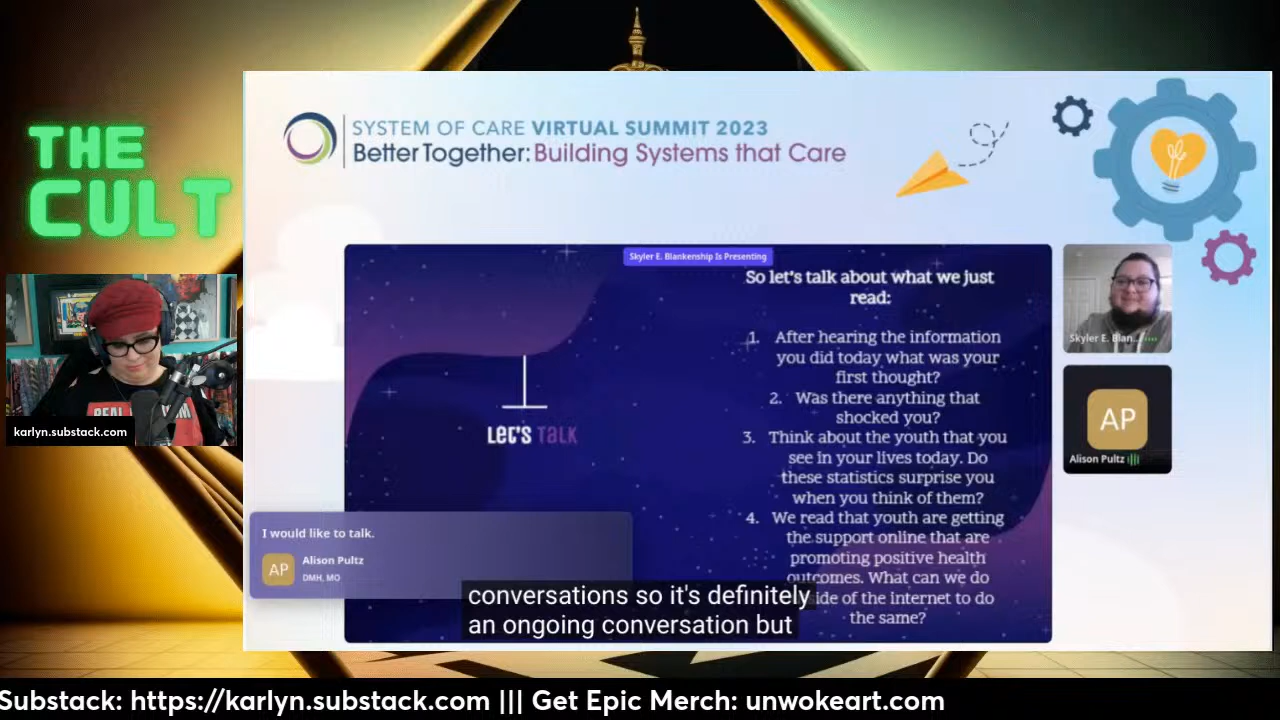 THE
CULT
karlyn.substack.com
SYSTEM OF CARE VIRTUAL SUMMIT 2023
Better Together: Building Systems that Care
Skyler E. Blankenship Is Presenting
LET'S TALK
So let's talk about what we just
read:
1. After hearing the information
you did today what was your
first thought?
2. Was there anything that
shocked you?
3. Think about the youth that you
see in your lives today. Do
these statistics surprise you
when you think of them?
4. We read that youth are getting
the support online that are
promoting positive health
outcomes. What can we do
ide of the internet to do
the same?
Skyler E. Blan...
AP
Alison Pultz
I would like to talk.
AP
Alison Pultz
DMH, MO
conversations so it's definitely
an ongoing conversation but
Substack: https://karlyn.substack.com ||| Get Epic Merch: unwokeart.com